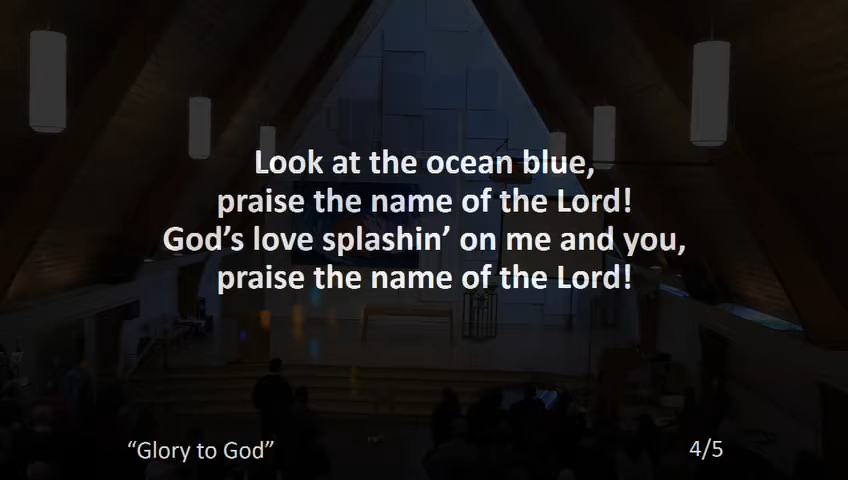 Look at the ocean blue,
praise the name of the Lord!
God’s love splashin’ on me and you,
praise the name of the Lord!
“Glory to God”
4/5